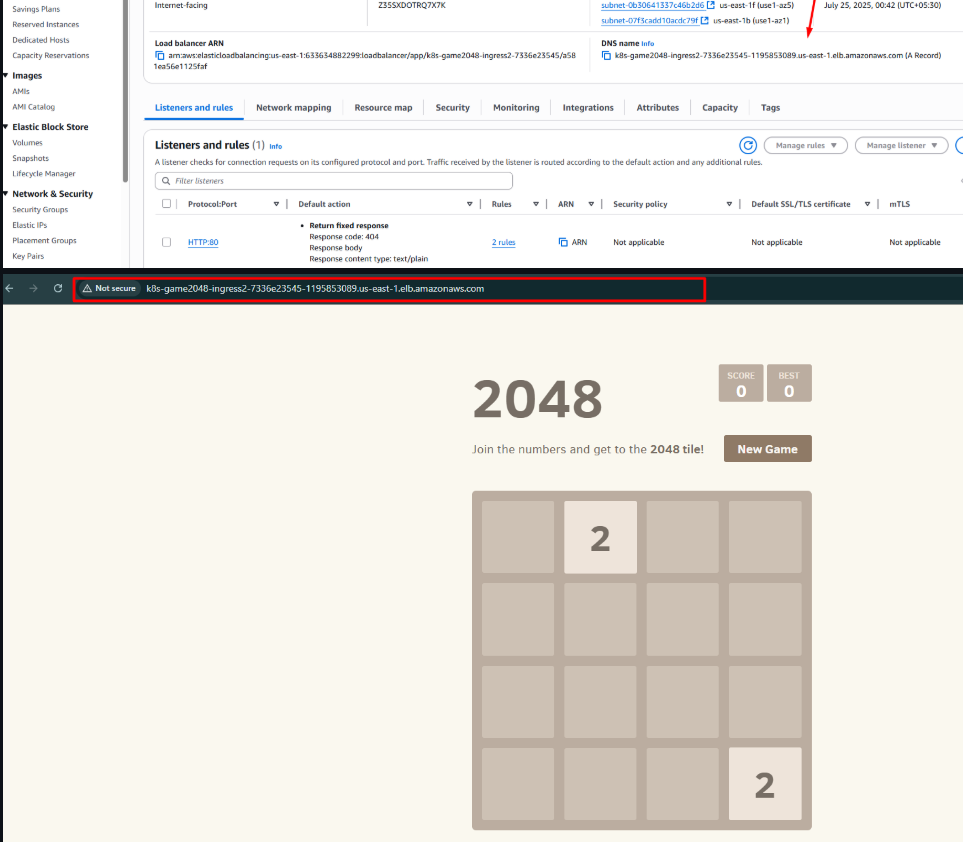 Savings Plans
Reserved Instances
Dedicated Hosts
Capacity Reservations
Images
AMIs
AMI Catalog
Elastic Block Store
Volumes
Snapshots
Lifecycle Manager
Network & Security
Security Groups
Elastic IPs
Placement Groups
Key Pairs
Internet-facing
Z35SXDOTRQ7X7K
subnet-0b30641337c46b2d6 us-east-1f (use1-az5)
subnet-07f3cadd10acdc79f us-east-1b (use1-az1)
July 25, 2025, 00:42 (UTC+05:30)
Load balancer ARN
arn:aws:elasticloadbalancing:us-east-1:633634882299:loadbalancer/app/k8s-game2048-ingress2-7336e23545/a58
1ea56e1125faf
DNS name Info
k8s-game2048-ingress2-7336e23545-1195853089.us-east-1.elb.amazonaws.com (A Record)
Listeners and rules Network mapping Resource map Security Monitoring Integrations Attributes Capacity Tags
Listeners and rules (1) Info
Manage rules Manage listener
A listener checks for connection requests on its configured protocol and port. Traffic received by the listener is routed according to the default action and any additional rules.
Filter listeners
Protocol:Port Default action Rules ARN Security policy Default SSL/TLS certificate mTLS
Return fixed response
Response code: 404
HTTP:80 2 rules ARN Not applicable Not applicable Not applicable
Response body
Response content type: text/plain
Not secure k8s-game2048-ingress2-7336e23545-1195853089.us-east-1.elb.amazonaws.com
2048
SCORE
0
BEST
0
Join the numbers and get to the 2048 tile!
New Game
2
2